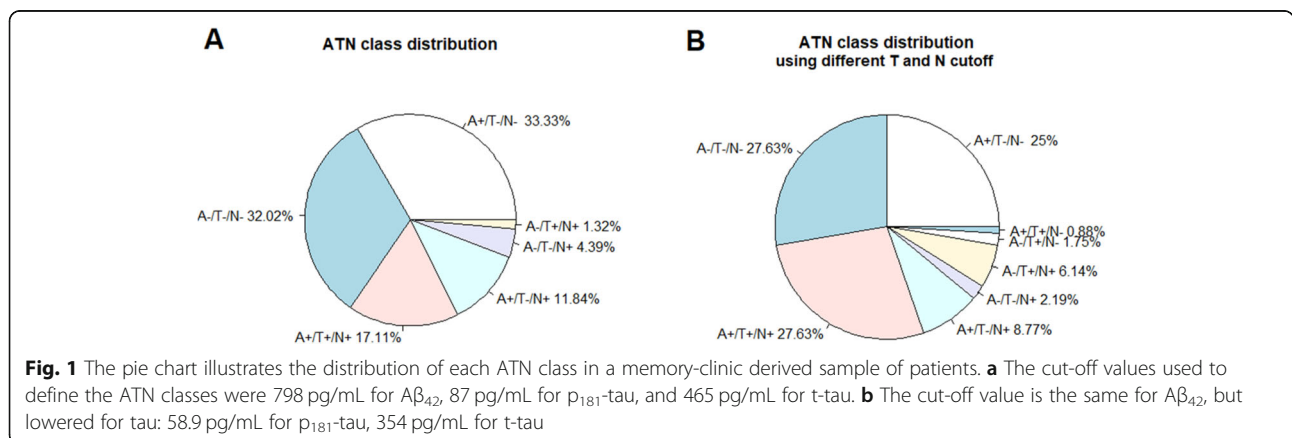 A
ATN class distribution
A+/T-/N- 33.33%
A-/T-/N- 32.02%
A-/T+/N+ 1.32%
A-/T-/N+ 4.39%
A+/T-/N+ 11.84%
A+/T+/N+ 17.11%
B
ATN class distribution
using different T and N cutoff
A+/T-/N- 25%
A-/T-/N- 27.63%
A+/T+/N- 0.88%
A-/T+/N- 1.75%
A-/T+/N+ 6.14%
A-/T-/N+ 2.19%
A+/T-/N+ 8.77%
A+/T+/N+ 27.63%
Fig. 1 The pie chart illustrates the distribution of each ATN class in a memory-clinic derived sample of patients. a The cut-off values used to
define the ATN classes were 798 pg/mL for Aβ₄₂, 87 pg/mL for p₁₈₁-tau, and 465 pg/mL for t-tau. b The cut-off value is the same for Aβ₄₂, but
lowered for tau: 58.9 pg/mL for p₁₈₁-tau, 354 pg/mL for t-tau